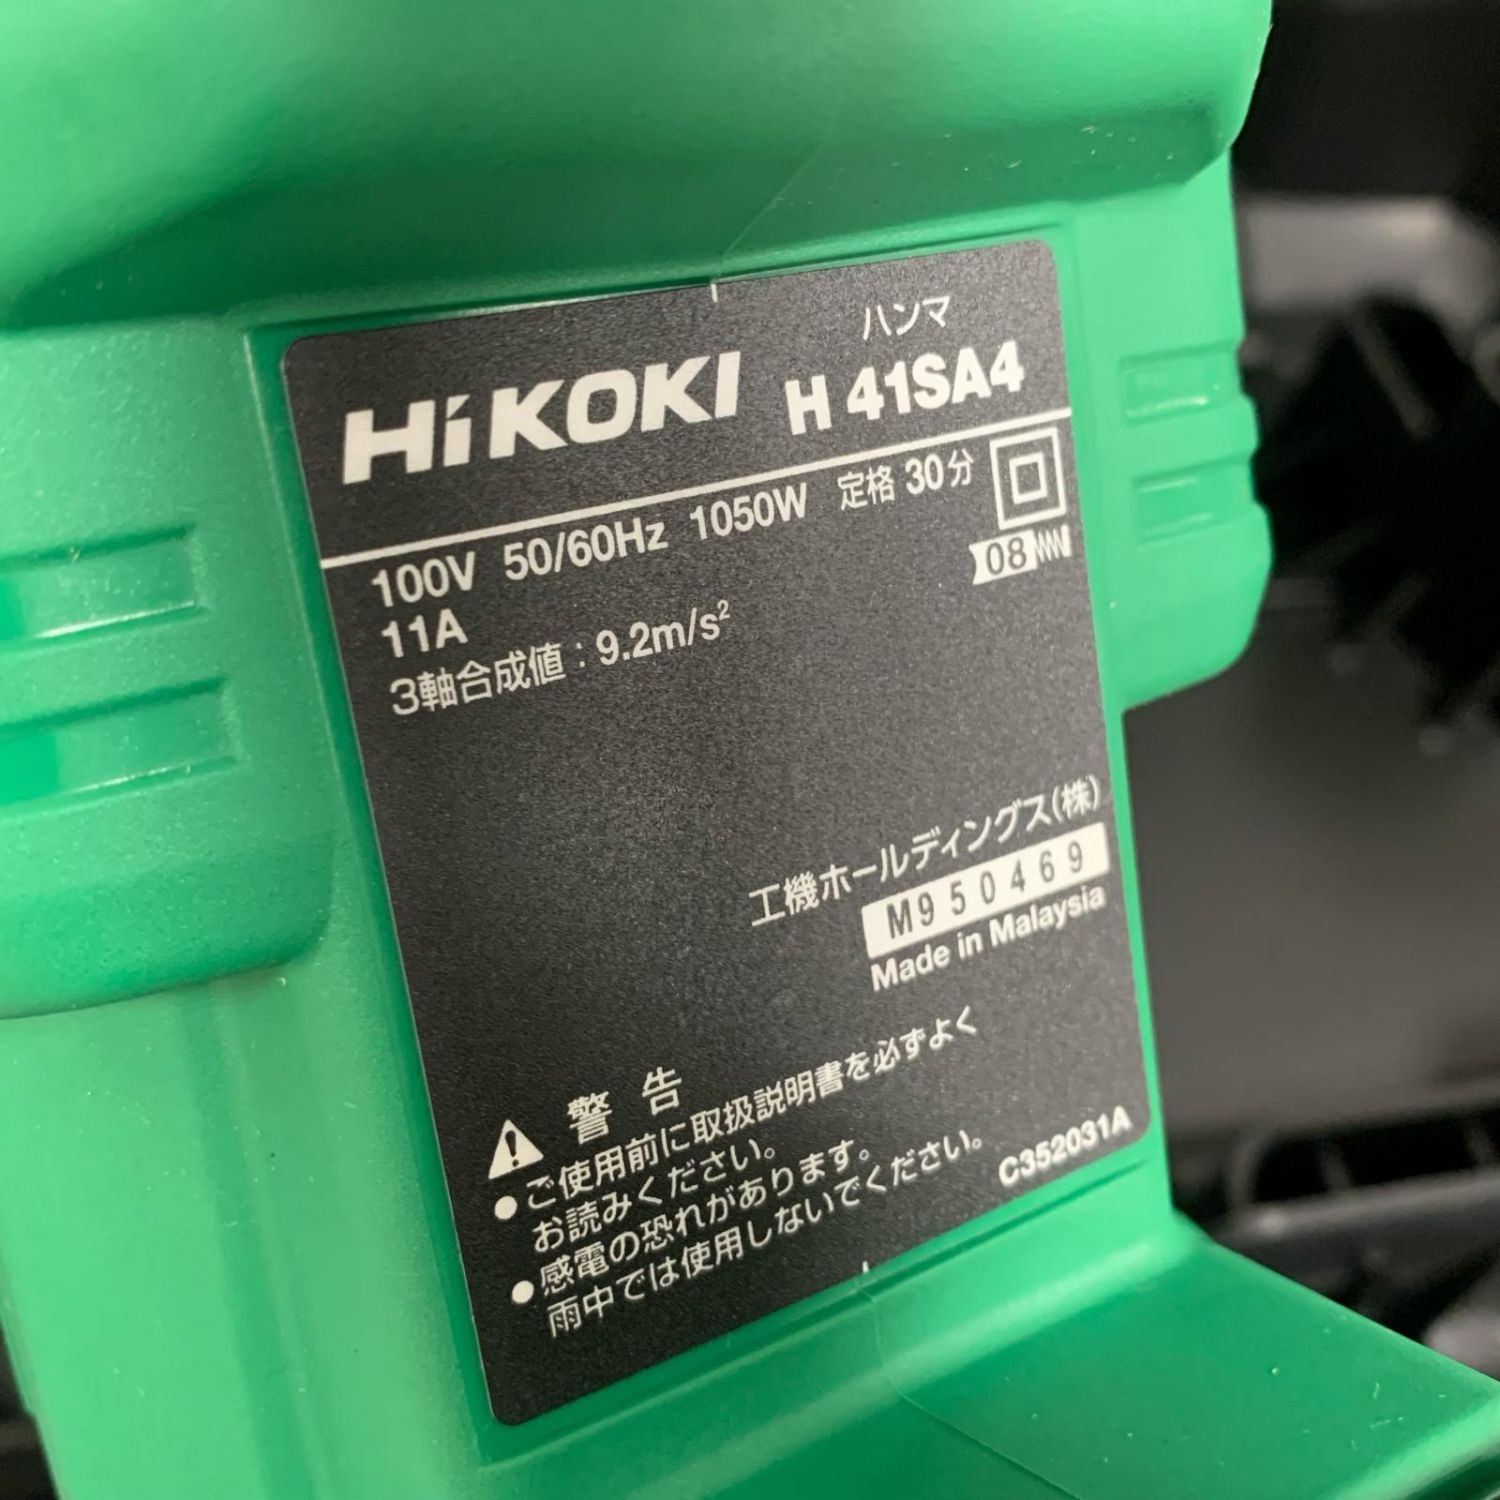 ハンマ
HiKOKI H 41SA4
100V 50/60Hz 1050W 定格 30分
11A
08
3軸合成値：9.2m/s²
工機ホールディングス(株)
M950469
Made in Malaysia
警告
●ご使用前に取扱説明書を必ずよく
お読みください。
●感電の恐れがあります。
雨中では使用しないでください。
C352031A